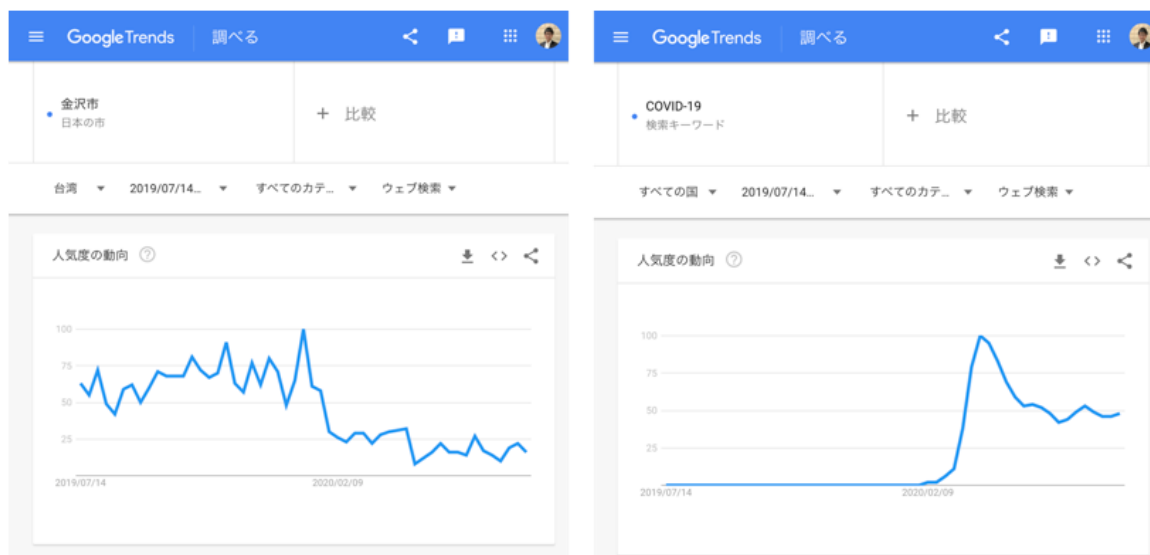 Google Trends 調べる
金沢市
日本の市
+ 比較
台湾 2019/07/14... すべてのカテ... ウェブ検索
人気度の動向
100
75
50
25
2019/07/14 2020/02/09
Google Trends 調べる
COVID-19
検索キーワード
+ 比較
すべての国 2019/07/14... すべてのカテ... ウェブ検索
人気度の動向
100
75
50
25
2019/07/14 2020/02/09